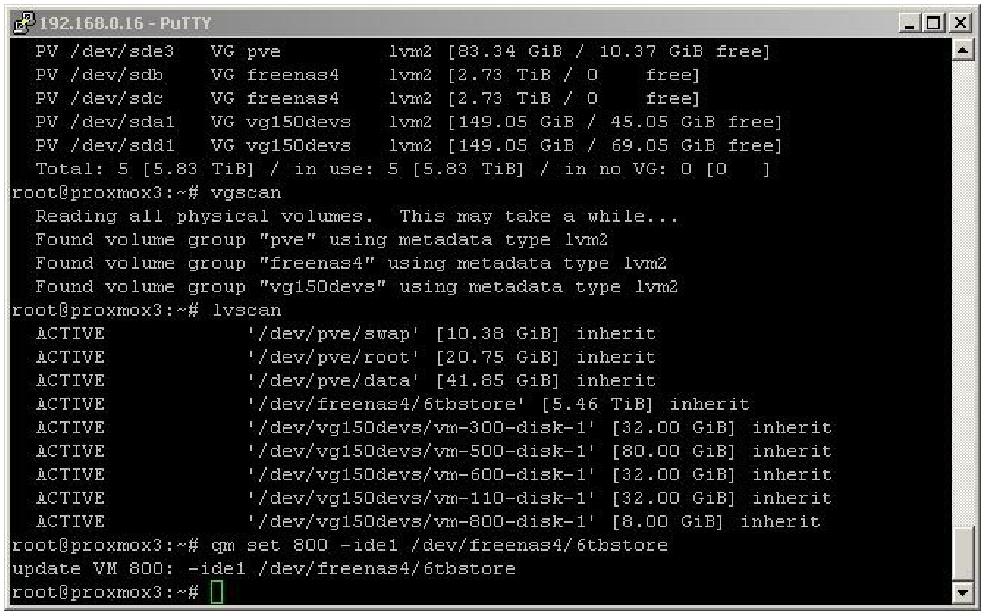 192.168.0.16 - PuTTY
PV /dev/sde3 VG pve lvm2 [83.34 GiB / 10.37 GiB free]
PV /dev/sdb VG freenas4 lvm2 [2.73 TiB / 0 free]
PV /dev/sdc VG freenas4 lvm2 [2.73 TiB / 0 free]
PV /dev/sda1 VG vg150devs lvm2 [149.05 GiB / 45.05 GiB free]
PV /dev/sdd1 VG vg150devs lvm2 [149.05 GiB / 69.05 GiB free]
Total: 5 [5.83 TiB] / in use: 5 [5.83 TiB] / in no VG: 0 [0 ]
root@proxmox3:~# vgscan
Reading all physical volumes. This may take a while...
Found volume group "pve" using metadata type lvm2
Found volume group "freenas4" using metadata type lvm2
Found volume group "vg150devs" using metadata type lvm2
root@proxmox3:~# lvscan
ACTIVE '/dev/pve/swap' [10.38 GiB] inherit
ACTIVE '/dev/pve/root' [20.75 GiB] inherit
ACTIVE '/dev/pve/data' [41.85 GiB] inherit
ACTIVE '/dev/freenas4/6tbstore' [5.46 TiB] inherit
ACTIVE '/dev/vg150devs/vm-300-disk-1' [32.00 GiB] inherit
ACTIVE '/dev/vg150devs/vm-500-disk-1' [80.00 GiB] inherit
ACTIVE '/dev/vg150devs/vm-600-disk-1' [32.00 GiB] inherit
ACTIVE '/dev/vg150devs/vm-110-disk-1' [32.00 GiB] inherit
ACTIVE '/dev/vg150devs/vm-800-disk-1' [8.00 GiB] inherit
root@proxmox3:~# qm set 800 -ide1 /dev/freenas4/6tbstore
update VM 800: -ide1 /dev/freenas4/6tbstore
root@proxmox3:~#